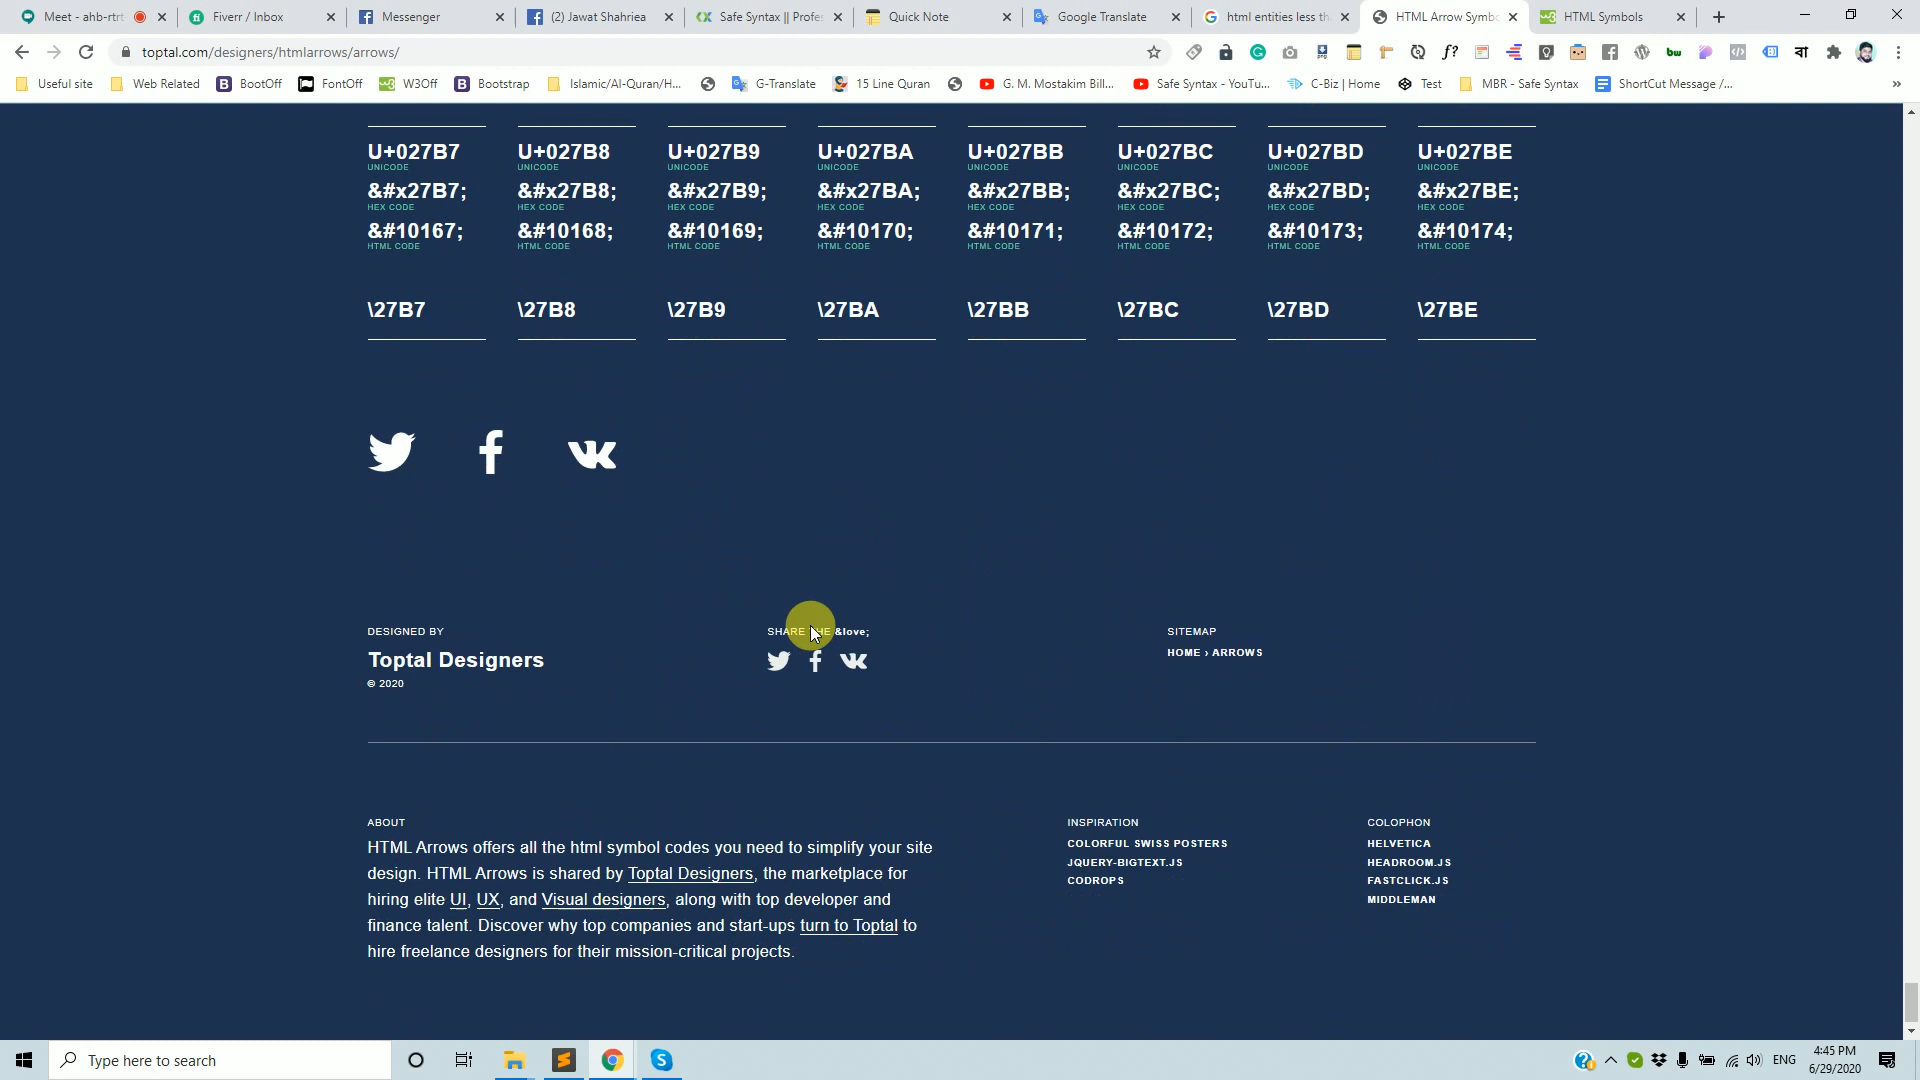 Meet - ahb-rtrt
Fiverr / Inbox
Messenger
(2) Jawat Shahriea
Safe Syntax || Profes
Quick Note
Google Translate
html entities less th
HTML Arrow Symbo
HTML Symbols
toptal.com/designers/htmlarrows/arrows/
Useful site
Web Related
BootOff
FontOff
W3Off
Bootstrap
Islamic/Al-Quran/H...
G-Translate
15 Line Quran
G. M. Mostakim Bill...
Safe Syntax - YouTu...
C-Biz | Home
Test
MBR - Safe Syntax
ShortCut Message /...
U+027B7 U+027B8 U+027B9 U+027BA U+027BB U+027BC U+027BD U+027BE
UNICODE UNICODE UNICODE UNICODE UNICODE UNICODE UNICODE UNICODE
&#x27B7; &#x27B8; &#x27B9; &#x27BA; &#x27BB; &#x27BC; &#x27BD; &#x27BE;
HEX CODE HEX CODE HEX CODE HEX CODE HEX CODE HEX CODE HEX CODE HEX CODE
&#10167; &#10168; &#10169; &#10170; &#10171; &#10172; &#10173; &#10174;
HTML CODE HTML CODE HTML CODE HTML CODE HTML CODE HTML CODE HTML CODE HTML CODE
\27B7 \27B8 \27B9 \27BA \27BB \27BC \27BD \27BE
DESIGNED BY
Toptal Designers
© 2020
SHARE THE &love;
SITEMAP
HOME › ARROWS
ABOUT
HTML Arrows offers all the html symbol codes you need to simplify your site
design. HTML Arrows is shared by Toptal Designers, the marketplace for
hiring elite UI, UX, and Visual designers, along with top developer and
finance talent. Discover why top companies and start-ups turn to Toptal to
hire freelance designers for their mission-critical projects.
INSPIRATION
COLORFUL SWISS POSTERS
JQUERY-BIGTEXT.JS
CODROPS
COLOPHON
HELVETICA
HEADROOM.JS
FASTCLICK.JS
MIDDLEMAN
Type here to search
ENG
4:45 PM
6/29/2020